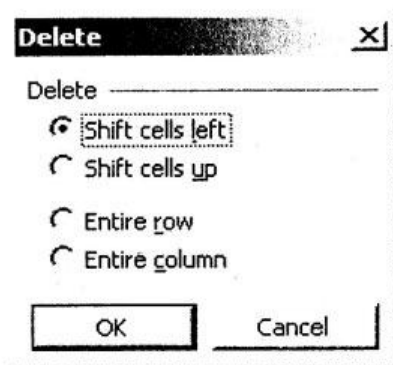 Delete
Delete
Shift cells left
Shift cells up
Entire row
Entire column
OK Cancel